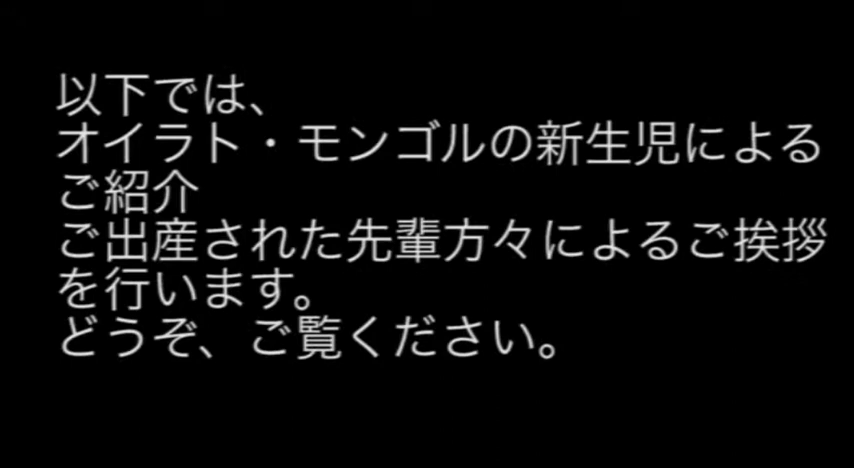 以下では、
オイラト・モンゴルの新生児による
ご紹介
ご出産された先輩方々によるご挨拶
を行います。
どうぞ、ご覧ください。